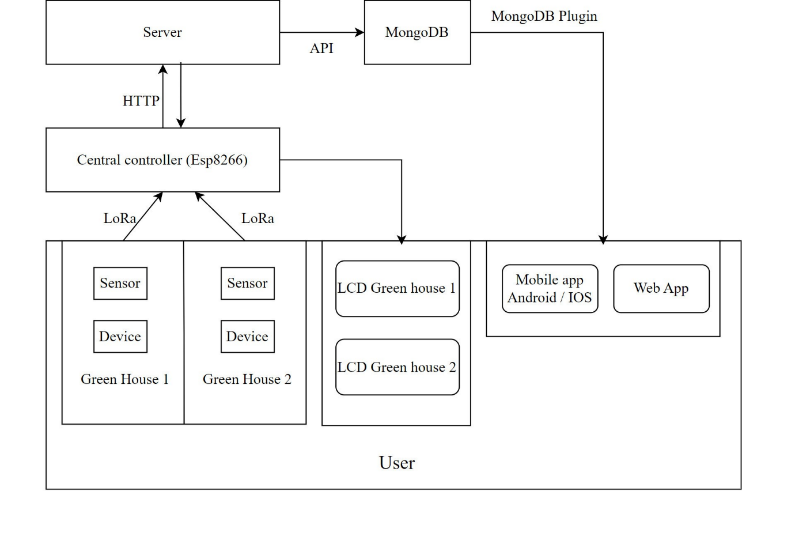 MongoDB Plugin
Server
MongoDB
API
HTTP
Central controller (Esp8266)
LoRa
LoRa
Sensor
Sensor
LCD Green house 1
Mobile app
Android / IOS
Web App
Device
Device
LCD Green house 2
Green House 1
Green House 2
User